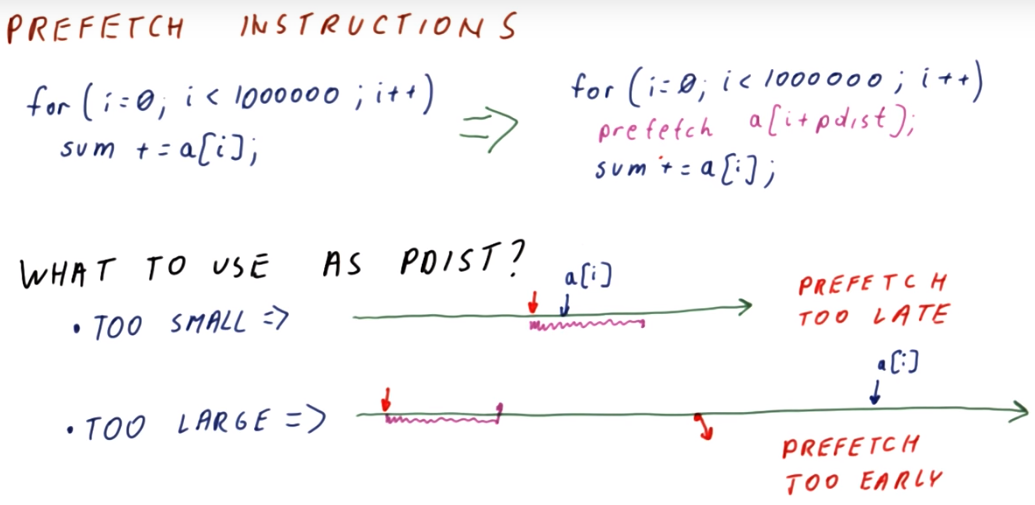 PREFETCH INSTRUCTIONS
for (i=0; i < 1000000 ; i++)
sum += a[i];
=>
for (i=0; i < 1000000 ; i++)
prefetch a[i+pdist];
sum += a[i];
WHAT TO USE AS PDIST?
• TOO SMALL =>
a[i]
PREFETCH
TOO LATE
• TOO LARGE =>
a[i]
PREFETCH
TOO EARLY